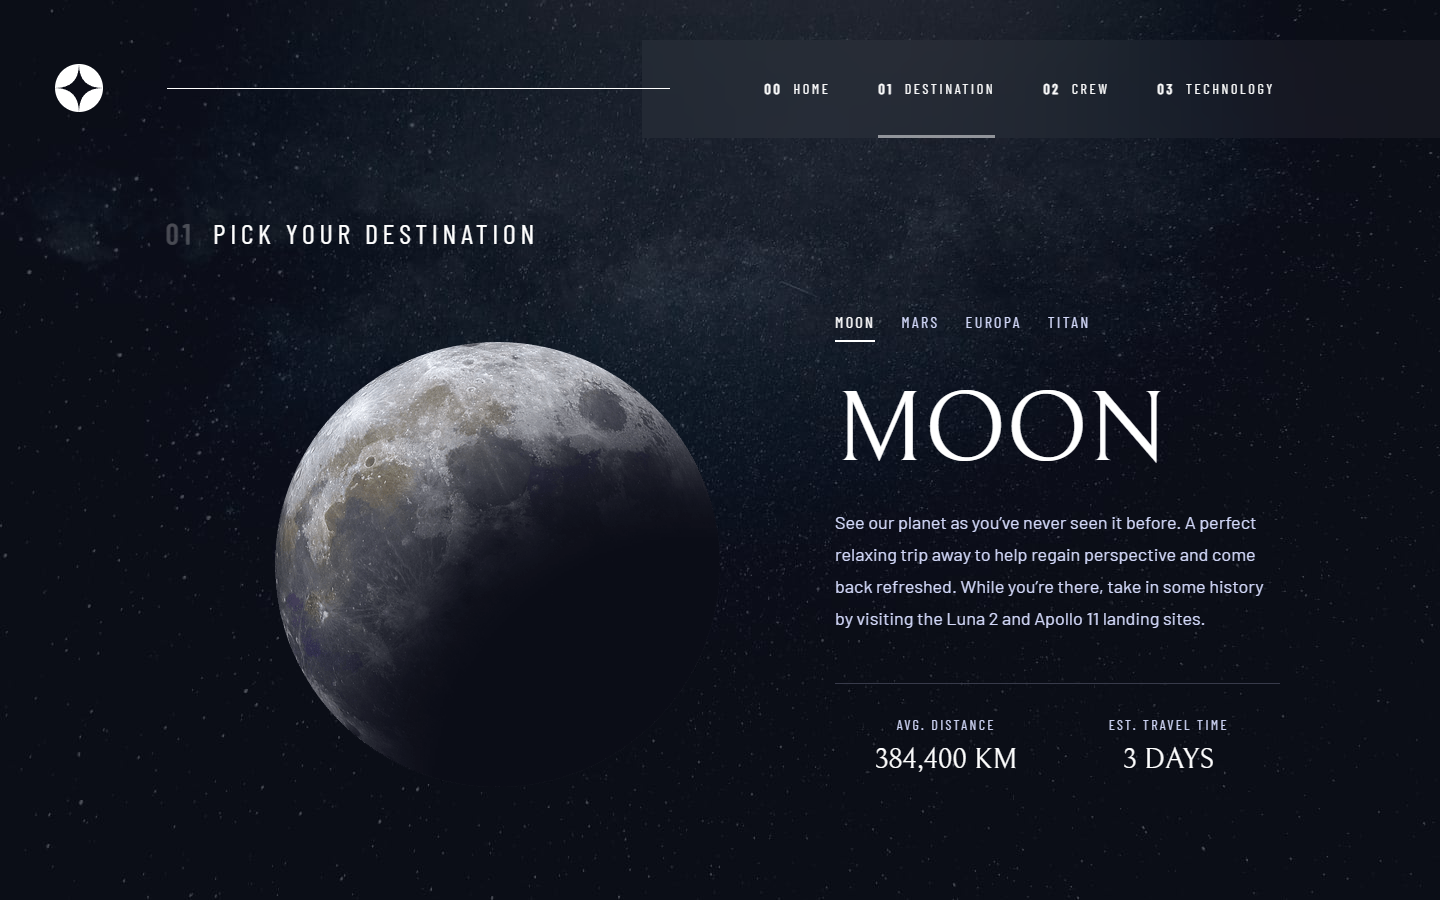 00 HOME 01 DESTINATION 02 CREW 03 TECHNOLOGY
01 PICK YOUR DESTINATION
MOON MARS EUROPA TITAN
MOON
See our planet as you’ve never seen it before. A perfect
relaxing trip away to help regain perspective and come
back refreshed. While you’re there, take in some history
by visiting the Luna 2 and Apollo 11 landing sites.
AVG. DISTANCE
384,400 KM
EST. TRAVEL TIME
3 DAYS